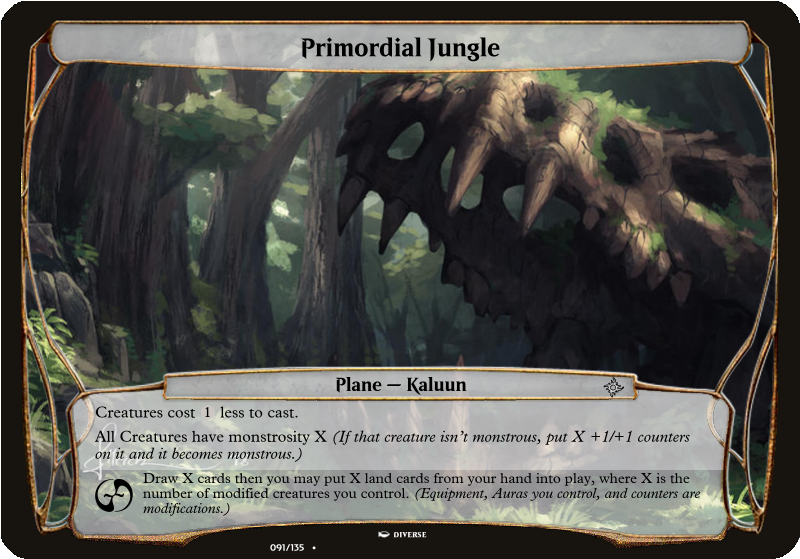 Primordial Jungle
Plane — Kaluun
Creatures cost 1 less to cast.
All Creatures have monstrosity X (If that creature isn't monstrous, put X +1/+1 counters
on it and it becomes monstrous.)
Draw X cards then you may put X land cards from your hand into play, where X is the
number of modified creatures you control. (Equipment, Auras you control, and counters are
modifications.)
DIVERSE
091/135 •